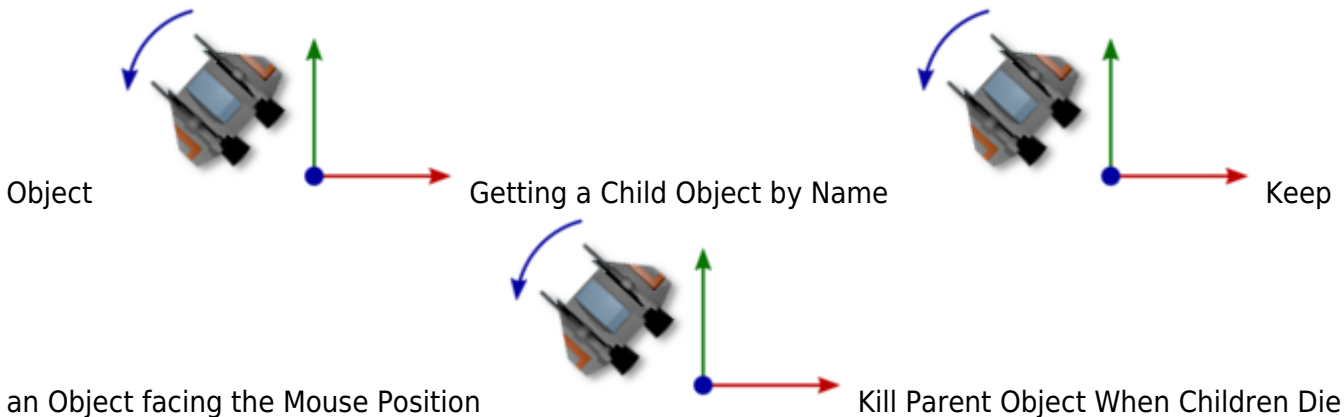 Object Getting a Child Object by Name Keep
an Object facing the Mouse Position Kill Parent Object When Children Die